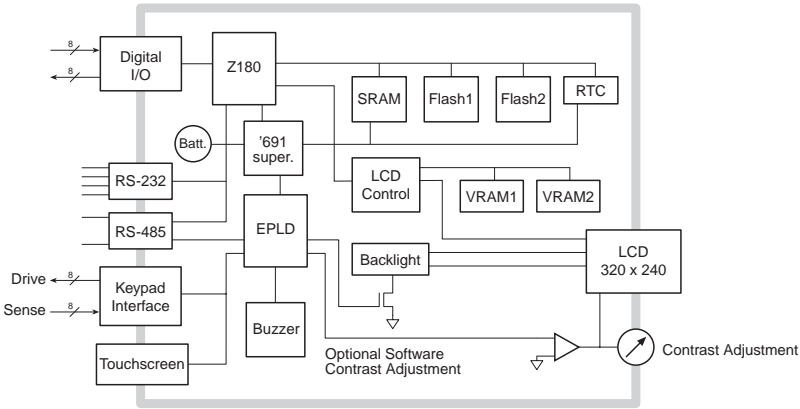 8
8
Digital
I/O
Z180
SRAM
Flash1
Flash2
RTC
Batt.
'691
super.
RS-232
LCD
Control
VRAM1
VRAM2
RS-485
EPLD
LCD
320 x 240
Backlight
Drive
8
Keypad
Interface
Sense
8
Buzzer
Touchscreen
Optional Software
Contrast Adjustment
Contrast Adjustment